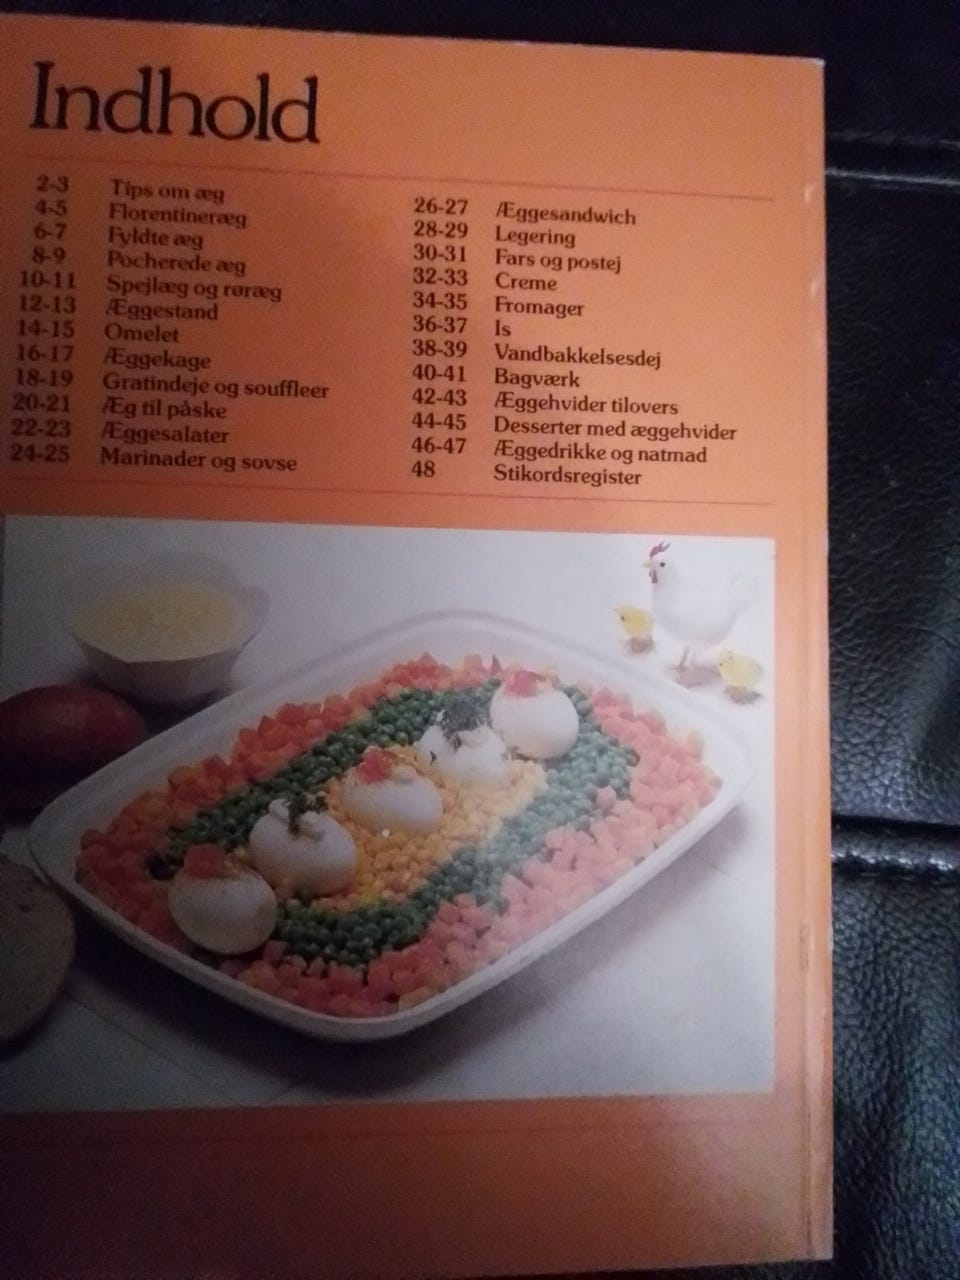 Indhold
2-3 Tips om æg
4-5 Florentineræg
6-7 Fyldte æg
8-9 Pocherede æg
10-11 Spejlæg og røræg
12-13 Æggestand
14-15 Omelet
16-17 Æggekage
18-19 Gratindeje og souffleer
20-21 Æg til påske
22-23 Æggesalater
24-25 Marinader og sovse
26-27 Æggesandwich
28-29 Legering
30-31 Fars og postej
32-33 Creme
34-35 Fromager
36-37 Is
38-39 Vandbakkelsesdej
40-41 Bagværk
42-43 Æggehvider tilovers
44-45 Desserter med æggehvider
46-47 Æggedrikke og natmad
48 Stikordsregister